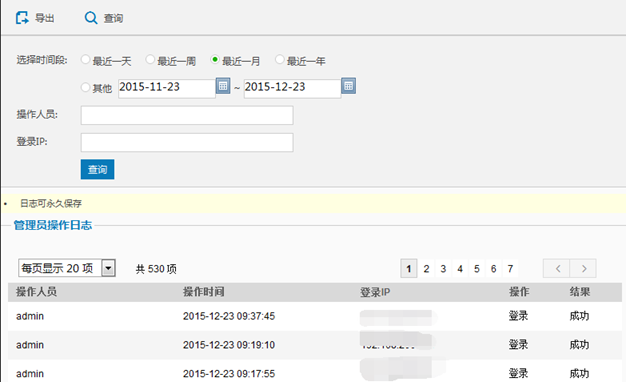 导出 查询
选择时间段: 最近一天 最近一周 最近一月 最近一年
其他 2015-11-23 ~ 2015-12-23
操作人员:
登录IP:
查询
• 日志可永久保存
管理员操作日志
每页显示 20 项 共 530 项 1 2 3 4 5 6 7 < >
操作人员 操作时间 登录IP 操作 结果
admin 2015-12-23 09:37:45 登录 成功
admin 2015-12-23 09:19:10 登录 成功
admin 2015-12-23 09:17:55 登录 成功